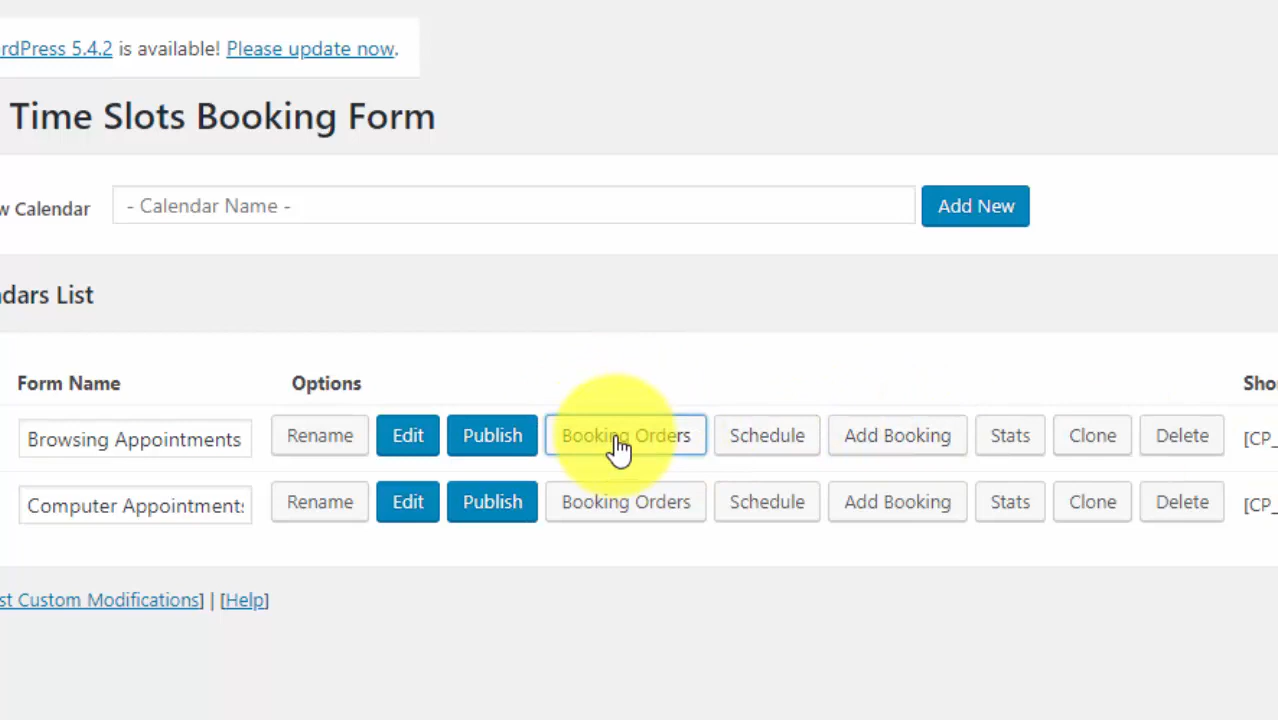 rdPress 5.4.2 is available! Please update now.
Time Slots Booking Form
w Calendar - Calendar Name - Add New
dars List
Form Name Options Sho
Browsing Appointments Rename Edit Publish Booking Orders Schedule Add Booking Stats Clone Delete [CP_
Computer Appointments Rename Edit Publish Booking Orders Schedule Add Booking Stats Clone Delete [CP_
st Custom Modifications] | [Help]